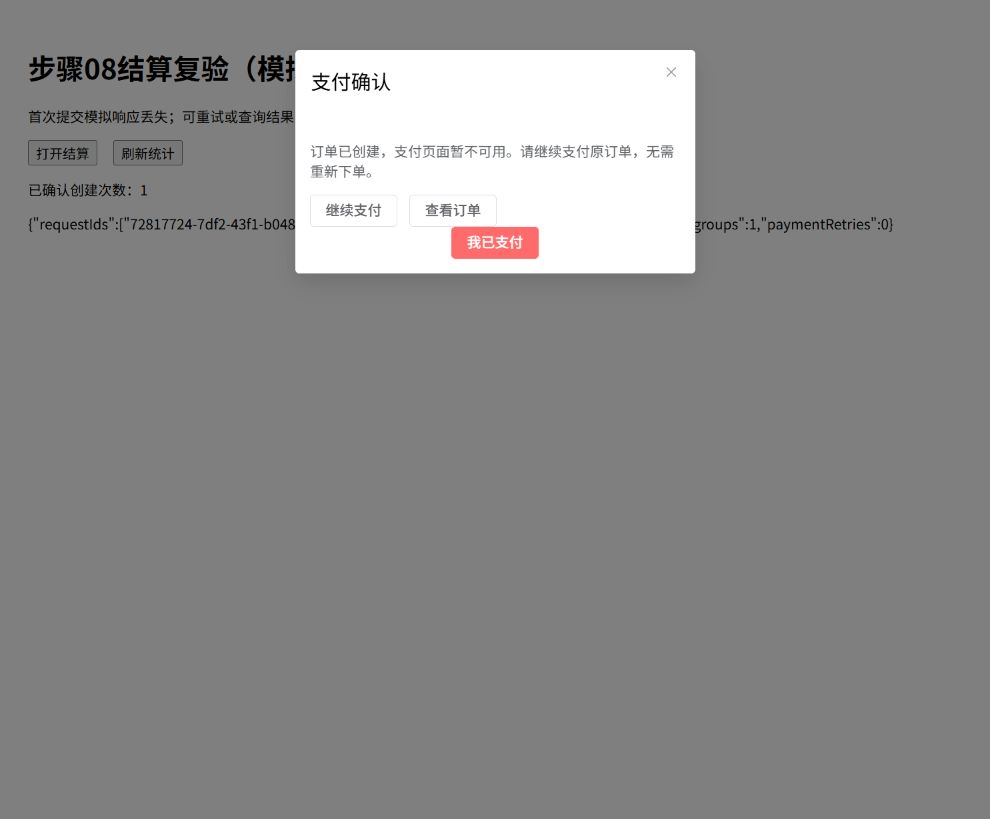 步骤08结算复验（模拟
支付确认
首次提交模拟响应丢失；可重试或查询结果
订单已创建，支付页面暂不可用。请继续支付原订单，无需
重新下单。
打开结算 刷新统计
已确认创建次数：1
继续支付 查看订单
{"requestIds":["72817724-7df2-43f1-b048 groups":1,"paymentRetries":0}
我已支付